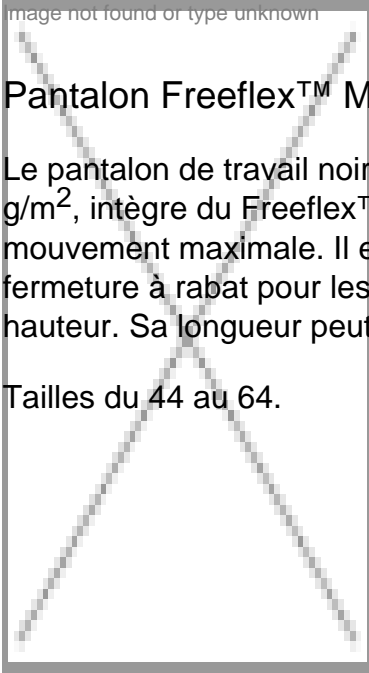 Image not found or type unknown
Pantalon Freeflex™ M
Le pantalon de travail noir
g/m², intègre du Freeflex™
mouvement maximale. Il e
fermeture à rabat pour les
hauteur. Sa longueur peut
Tailles du 44 au 64.